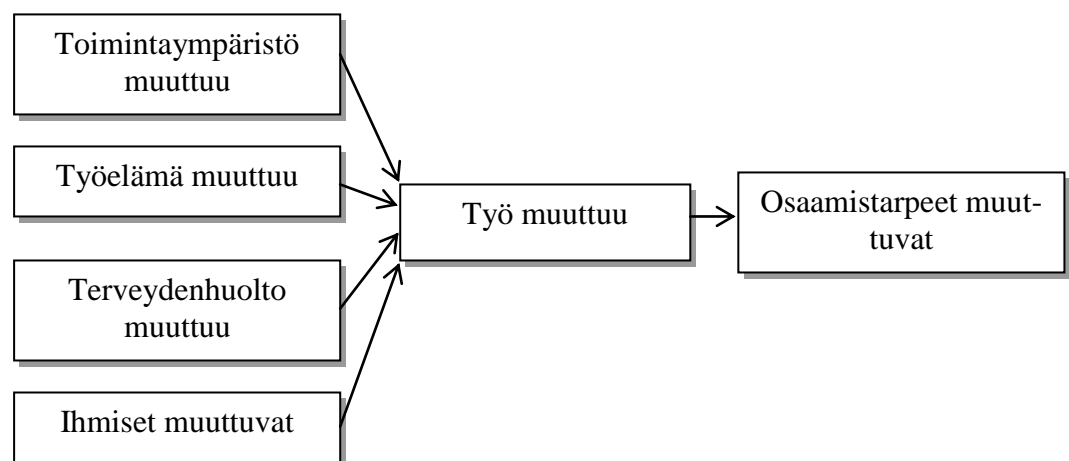 Toimintaympäristö
muuttuu
Työelämä muuttuu
Terveydenhuolto
muuttuu
Ihmiset muuttuvat
Työ muuttuu
Osaamistarpeet muut-
tuvat